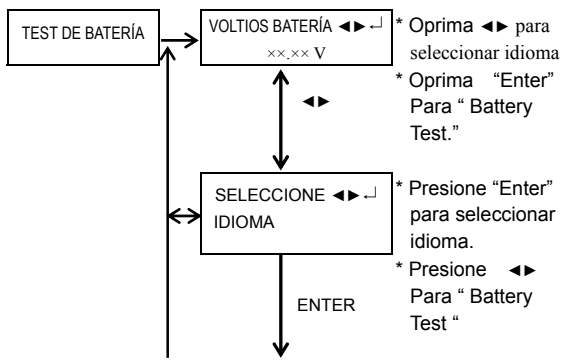 TEST DE BATERÍA
VOLTIOS BATERÍA ◄► ↵
××.×× V
* Oprima ◄► para
seleccionar idioma
* Oprima “Enter”
Para “ Battery
Test.”
◄►
SELECCIONE ◄► ↵
IDIOMA
* Presione “Enter”
para seleccionar
idioma.
* Presione ◄►
Para “ Battery
Test “
ENTER